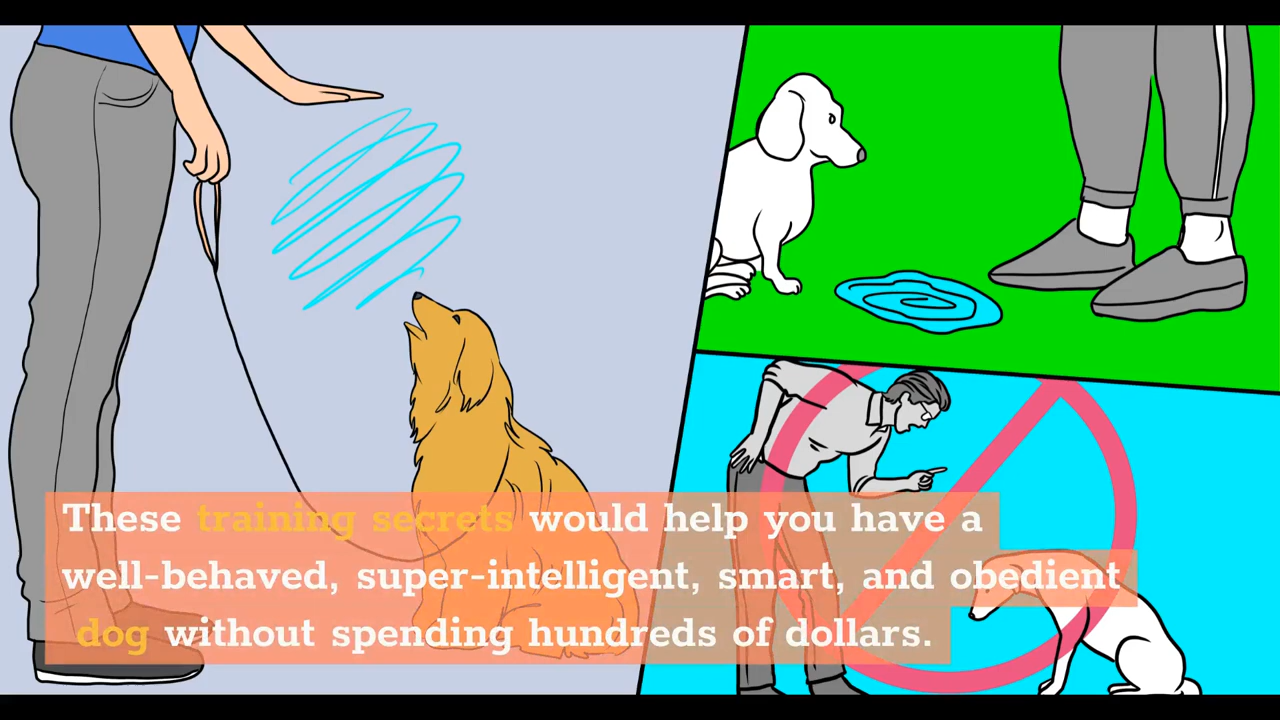 These training secrets would help you have a
well-behaved, super-intelligent, smart, and obedient
dog without spending hundreds of dollars.